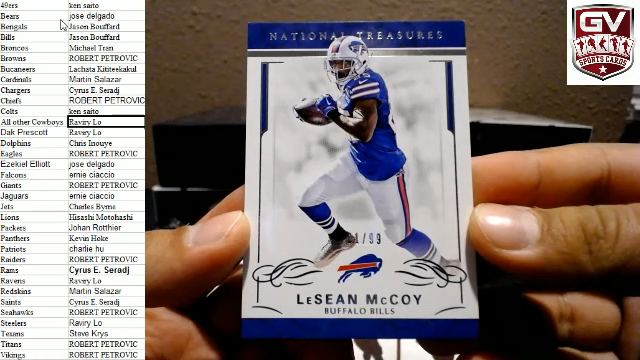 49ers ken saito
Bears jose delgado
Bengals Jason Bouffard
Bills Jason Bouffard
Broncos Michael Tran
Browns ROBERT PETROVIC
Bucaneers Lachata Kititeekakul
Cardinals Martin Salazar
Chargers Cyrus E. Seradj
Chiefs ROBERT PETROVIC
Colts ken saito
All other Cowboys Raviry Lo
Dak Prescott Raviry Lo
Dolphins Chris Inouye
Eagles ROBERT PETROVIC
Ezekiel Elliott jose delgado
Falcons ernie ciaccio
Giants ROBERT PETROVIC
Jaguars ernie ciaccio
Jets Charles Byrne
Lions Hisashi Motohashi
Packers Johan Rotthier
Panthers Kevin Hoke
Patriots charlie hu
Raiders ROBERT PETROVIC
Rams Cyrus E. Seradj
Ravens Raviry Lo
Redskins Martin Salazar
Saints Cyrus E. Seradj
Seahawks ROBERT PETROVIC
Steelers Raviry Lo
Texans Steve Krys
Titans ROBERT PETROVIC
Vikings ROBERT PETROVIC
NATIONAL TREASURES
/99
LESEAN MCCOY
BUFFALO BILLS
GV
SPORTS CARDS